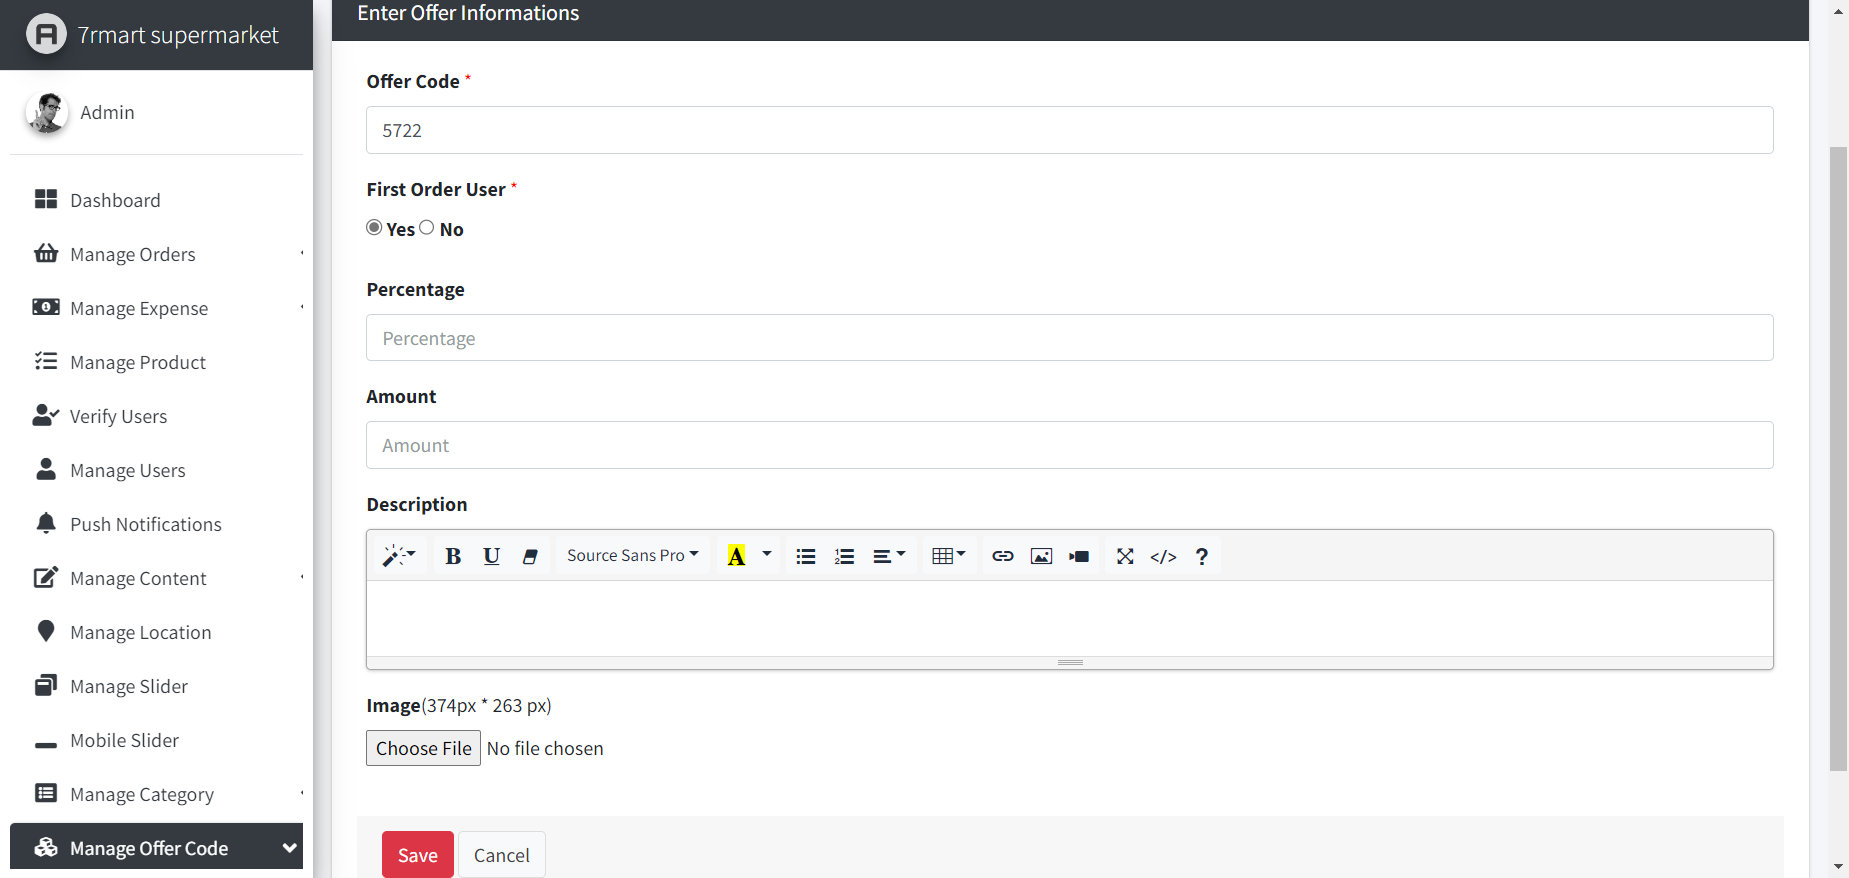 7rmart supermarket
Admin
Dashboard
Manage Orders
Manage Expense
Manage Product
Verify Users
Manage Users
Push Notifications
Manage Content
Manage Location
Manage Slider
Mobile Slider
Manage Category
Manage Offer Code
Enter Offer Informations
Offer Code *
5722
First Order User *
Yes No
Percentage
Percentage
Amount
Amount
Description
B U Source Sans Pro A </> ?
Image(374px * 263 px)
Choose File No file chosen
Save Cancel